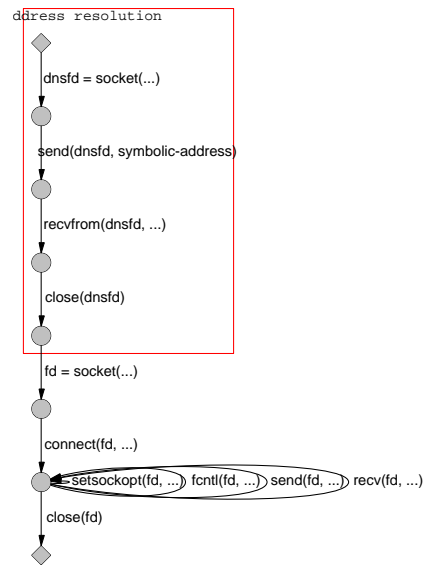 ddress resolution
dnsfd = socket(...)
send(dnsfd, symbolic-address)
recvfrom(dnsfd, ...)
close(dnsfd)
fd = socket(...)
connect(fd, ...)
setsockopt(fd, ...) fcntl(fd, ...) send(fd, ...) recv(fd, ...)
close(fd)